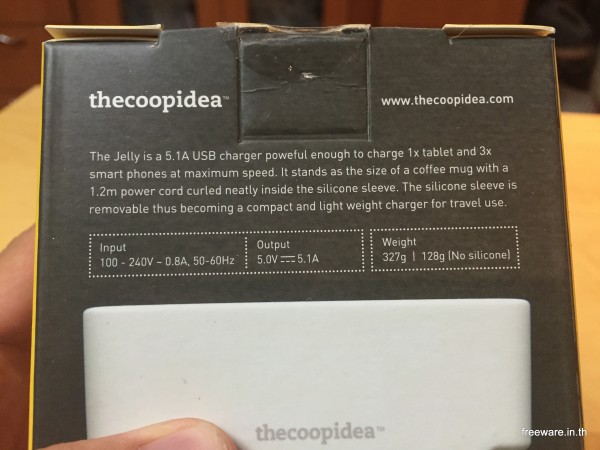 thecoopidea™
www.thecoopidea.com
The Jelly is a 5.1A USB charger poweful enough to charge 1x tablet and 3x
smart phones at maximum speed. It stands as the size of a coffee mug with a
1.2m power cord curled neatly inside the silicone sleeve. The silicone sleeve is
removable thus becoming a compact and light weight charger for travel use.
Input
100 - 240V ~ 0.8A, 50-60Hz
Output
5.0V ⎓ 5.1A
Weight
327g | 128g (No silicone)
thecoopidea™
freeware.in.th